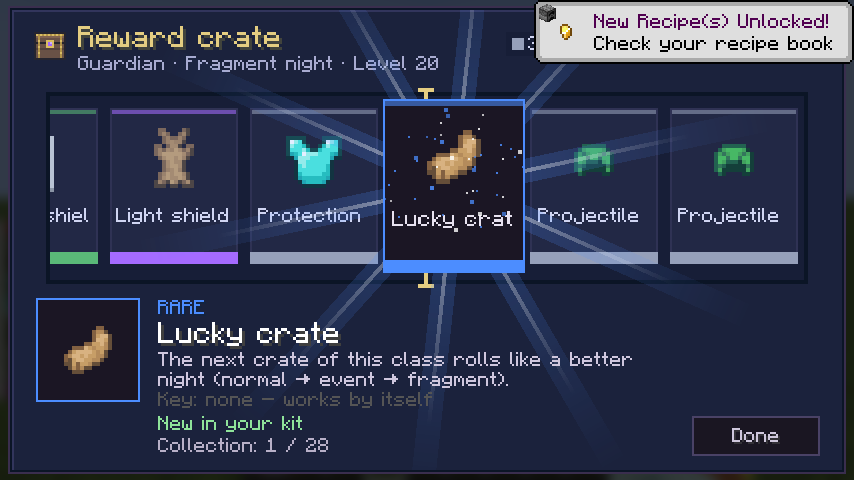 Reward crate
Guardian · Fragment night · Level 20
New Recipe(s) Unlocked!
Check your recipe book
shiel
Light shield
Protection
Lucky crat
Projectile
Projectile
RARE
Lucky crate
The next crate of this class rolls like a better
night (normal → event → fragment).
Key: none — works by itself
New in your kit
Collection: 1 / 28
Done